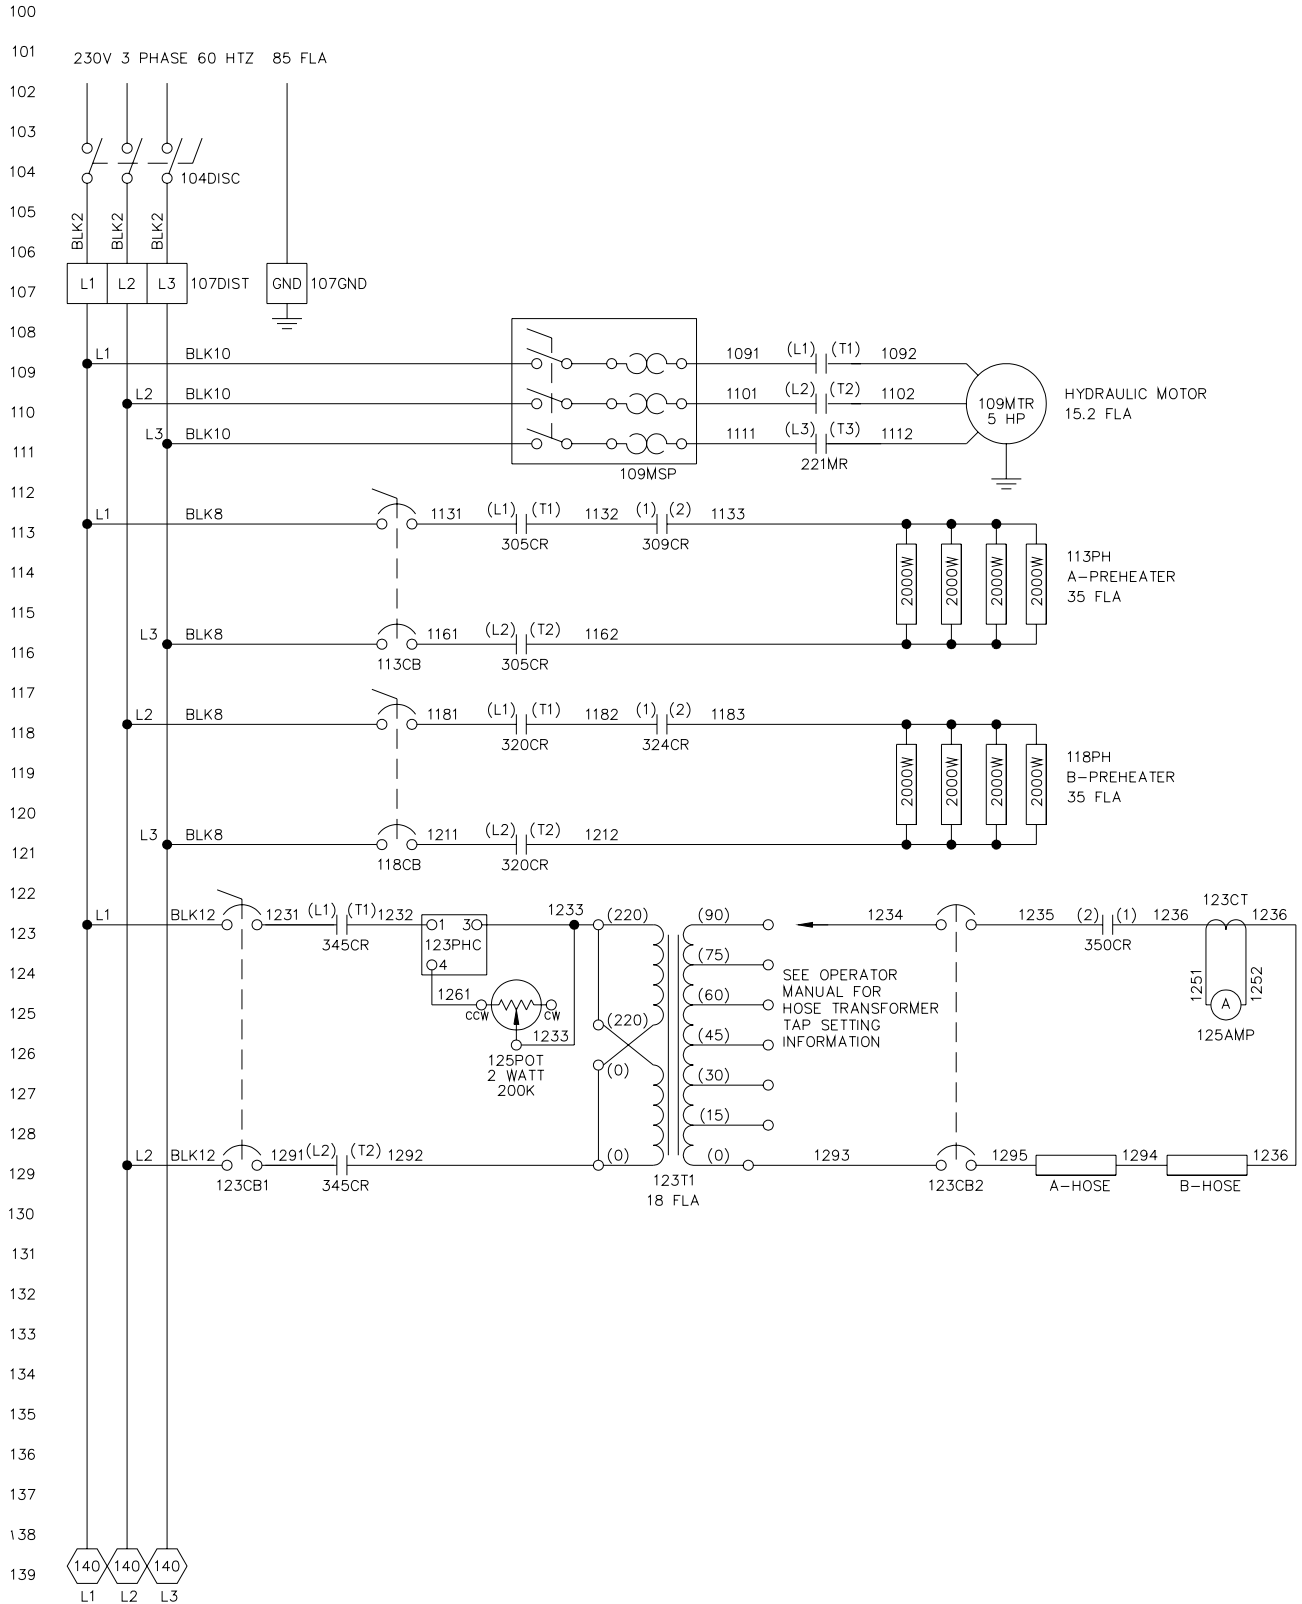 100
101
230V 3 PHASE 60 HTZ 85 FLA
102
103
104
104DISC
105
BLK2 BLK2 BLK2
106
107
L1 L2 L3 107DIST GND 107GND
108
109
L1 BLK10 1091 (L1) (T1) 1092
110
L2 BLK10 1101 (L2) (T2) 1102
109MTR
5 HP
HYDRAULIC MOTOR
15.2 FLA
111
L3 BLK10 1111 (L3) (T3) 1112
109MSP 221MR
112
113
L1 BLK8 1131 (L1) (T1) 1132 (1) (2) 1133
305CR 309CR
114
2000W 2000W 2000W 2000W
113PH
A-PREHEATER
35 FLA
115
116
L3 BLK8 1161 (L2) (T2) 1162
113CB 305CR
117
118
L2 BLK8 1181 (L1) (T1) 1182 (1) (2) 1183
320CR 324CR
119
2000W 2000W 2000W 2000W
118PH
B-PREHEATER
35 FLA
120
121
L3 BLK8 1211 (L2) (T2) 1212
118CB 320CR
122
123
L1 BLK12 1231 (L1) (T1) 1232 1 3 1233 (220) (90) 1234 1235 (2) (1) 1236 123CT 1236
345CR 123PHC 350CR
124
4 (75)
SEE OPERATOR
MANUAL FOR
HOSE TRANSFORMER
TAP SETTING
INFORMATION
1251 1252
125
1261 CCW CW (60) A
1233 (220) (45) 125AMP
126
125POT
2 WATT
200K
(0) (30)
127
128
(15)
129
L2 BLK12 1291 (L2) (T2) 1292 (0) (0) 1293 1295 1294 1236
123CB1 345CR 123T1
18 FLA
123CB2 A-HOSE B-HOSE
130
131
132
133
134
135
136
137
138
139
140 140 140
L1 L2 L3